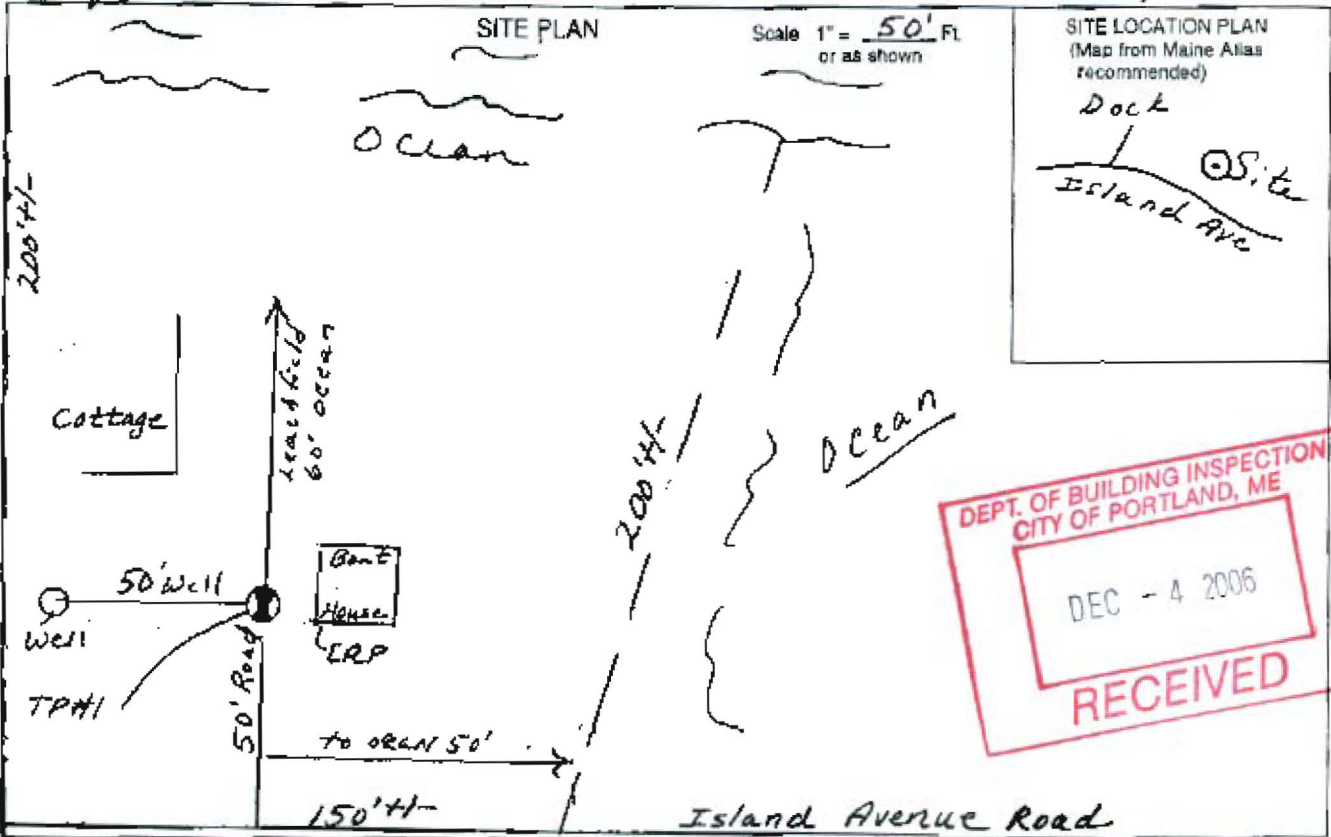 SITE PLAN
Scale 1" = 50' Ft.
or as shown
SITE LOCATION PLAN
(Map from Maine Atlas
recommended)
Dock
Site
Island Ave
Ocean
200'+/-
Cottage
Leach field
60' ocean
50' Well
Well
TPH1
Boat
House
ERP
50' Road
to ocean 50'
200'+/-
Ocean
150'+/-
Island Avenue Road
DEPT. OF BUILDING INSPECTION
CITY OF PORTLAND, ME
DEC - 4 2006
RECEIVED